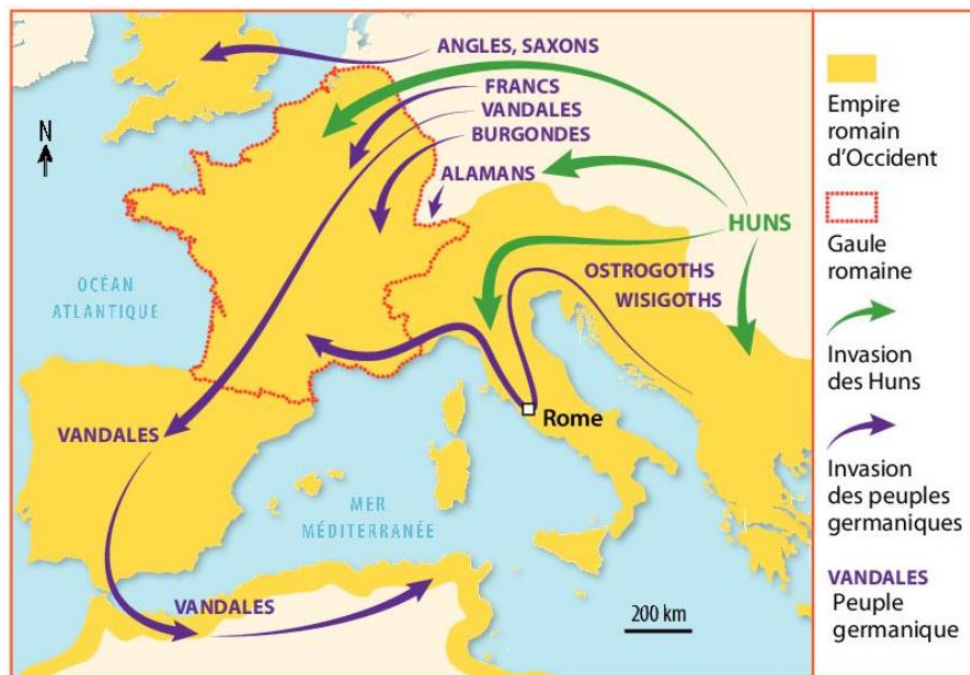 ANGLES, SAXONS
FRANCS
VANDALES
BURGONDES
ALAMANS
N
HUNS
OSTROGOTHS
WISIGOTHS
OCÉAN
ATLANTIQUE
Rome
VANDALES
MER
MÉDITERRANÉE
VANDALES
200 km
Empire
romain
d'Occident
Gaule
romaine
Invasion
des Huns
Invasion
des peuples
germaniques
VANDALES
Peuple
germanique